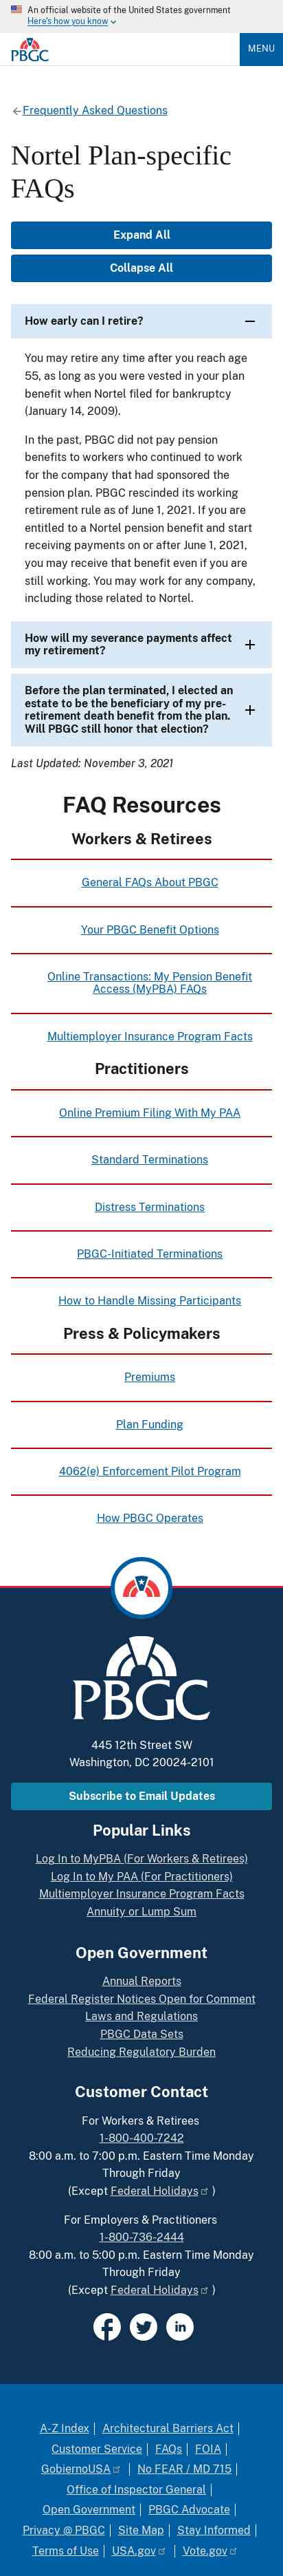 An official website of the United States government
Here's how you know
PBGC
MENU
Frequently Asked Questions
Nortel Plan-specific
FAQs
Expand All
Collapse All
How early can I retire?
You may retire any time after you reach age
55, as long as you were vested in your plan
benefit when Nortel filed for bankruptcy
(January 14, 2009).
In the past, PBGC did not pay pension
benefits to workers who continued to work
for the company that had sponsored the
pension plan. PBGC rescinded its working
retirement rule as of June 1, 2021. If you are
entitled to a Nortel pension benefit and start
receiving payments on or after June 1, 2021,
you may receive that benefit even if you are
still working. You may work for any company,
including those related to Nortel.
How will my severance payments affect
my retirement?
Before the plan terminated, I elected an
estate to be the beneficiary of my pre-
retirement death benefit from the plan.
Will PBGC still honor that election?
Last Updated: November 3, 2021
FAQ Resources
Workers & Retirees
General FAQs About PBGC
Your PBGC Benefit Options
Online Transactions: My Pension Benefit
Access (MyPBA) FAQs
Multiemployer Insurance Program Facts
Practitioners
Online Premium Filing With My PAA
Standard Terminations
Distress Terminations
PBGC-Initiated Terminations
How to Handle Missing Participants
Press & Policymakers
Premiums
Plan Funding
4062(e) Enforcement Pilot Program
How PBGC Operates
PBGC
445 12th Street SW
Washington, DC 20024-2101
Subscribe to Email Updates
Popular Links
Log In to MyPBA (For Workers & Retirees)
Log In to My PAA (For Practitioners)
Multiemployer Insurance Program Facts
Annuity or Lump Sum
Open Government
Annual Reports
Federal Register Notices Open for Comment
Laws and Regulations
PBGC Data Sets
Reducing Regulatory Burden
Customer Contact
For Workers & Retirees
1-800-400-7242
8:00 a.m. to 7:00 p.m. Eastern Time Monday
Through Friday
(Except Federal Holidays )
For Employers & Practitioners
1-800-736-2444
8:00 a.m. to 5:00 p.m. Eastern Time Monday
Through Friday
(Except Federal Holidays )
in
A-Z Index | Architectural Barriers Act |
Customer Service | FAQs | FOIA |
GobiernoUSA | No FEAR / MD 715 |
Office of Inspector General |
Open Government | PBGC Advocate |
Privacy @ PBGC | Site Map | Stay Informed |
Terms of Use | USA.gov | Vote.gov